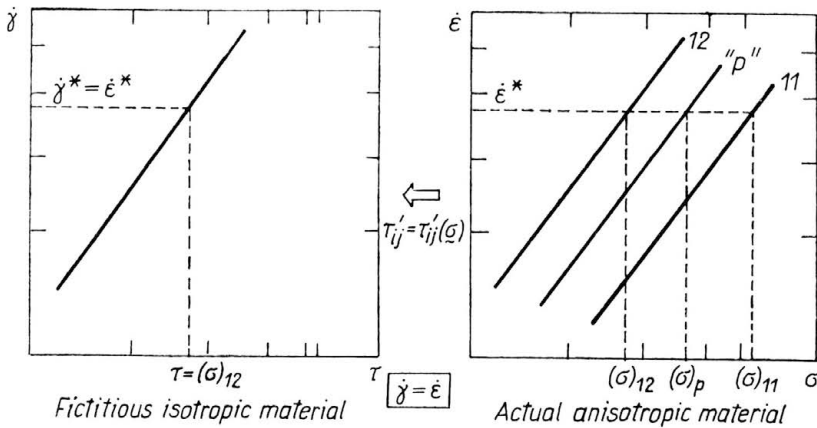 γ̇
γ̇* = ε̇*
τ=(σ)₁₂
τ
Fictitious isotropic material
τ′ᵢⱼ=τ′ᵢⱼ(σ̲)
γ̇ = ε̇
ε̇
ε̇*
12
"p"
11
(σ)₁₂
(σ)ₚ
(σ)₁₁
σ
Actual anisotropic material